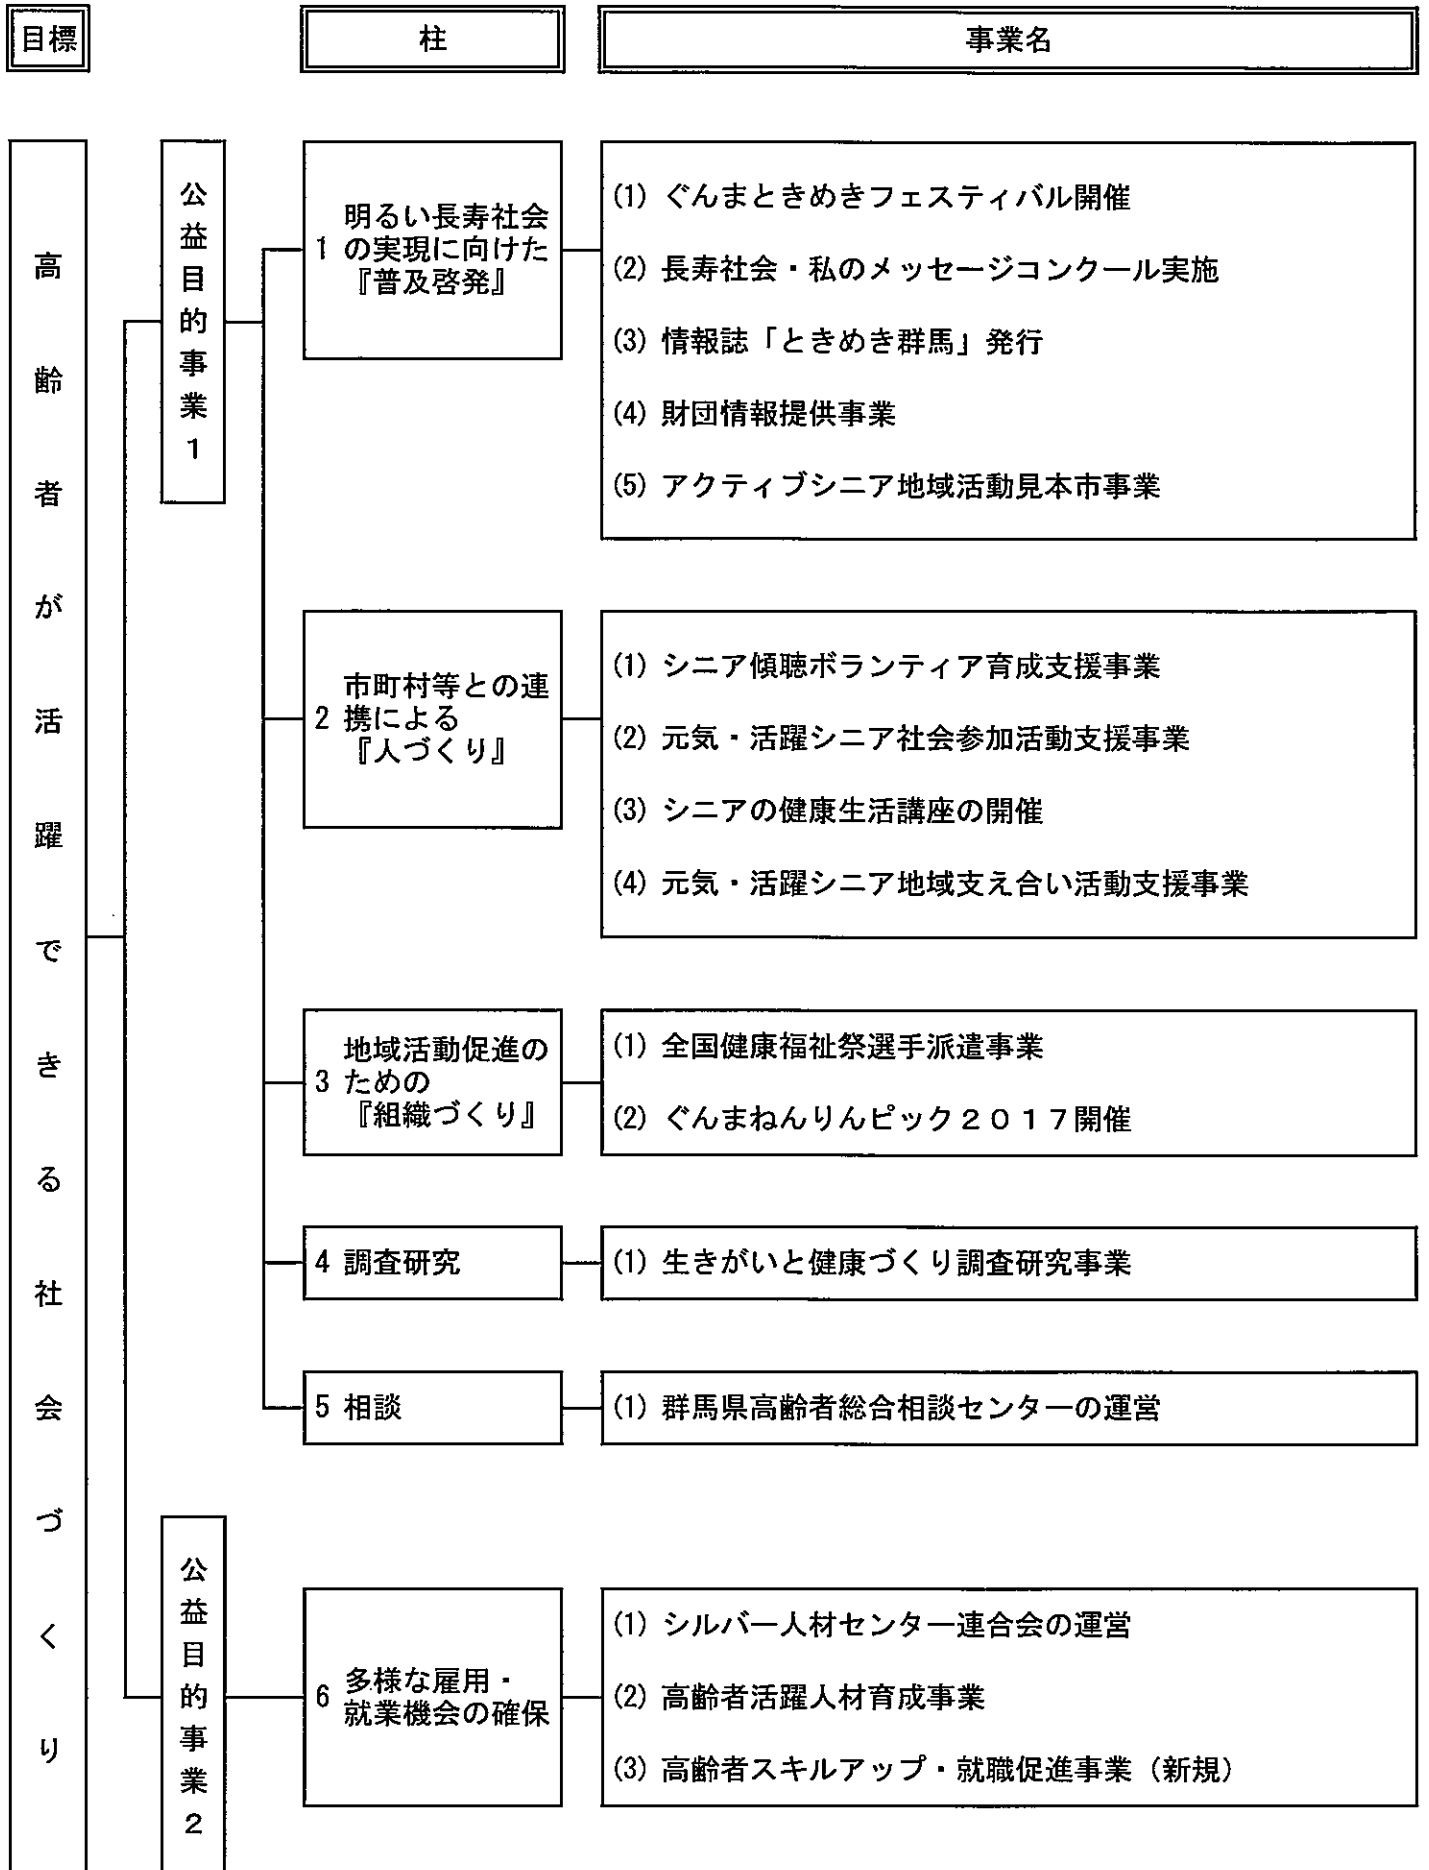 目標
柱
事業名
高齢者が活躍できる社会づくり
公益目的事業１
1 明るい長寿社会
の実現に向けた
『普及啓発』
(1) ぐんまときめきフェスティバル開催
(2) 長寿社会・私のメッセージコンクール実施
(3) 情報誌「ときめき群馬」発行
(4) 財団情報提供事業
(5) アクティブシニア地域活動見本市事業
2 市町村等との連
携による
『人づくり』
(1) シニア傾聴ボランティア育成支援事業
(2) 元気・活躍シニア社会参加活動支援事業
(3) シニアの健康生活講座の開催
(4) 元気・活躍シニア地域支え合い活動支援事業
3 地域活動促進の
ための
『組織づくり』
(1) 全国健康福祉祭選手派遣事業
(2) ぐんまねんりんピック２０１７開催
4 調査研究
(1) 生きがいと健康づくり調査研究事業
5 相談
(1) 群馬県高齢者総合相談センターの運営
公益目的事業２
6 多様な雇用・
就業機会の確保
(1) シルバー人材センター連合会の運営
(2) 高齢者活躍人材育成事業
(3) 高齢者スキルアップ・就職促進事業（新規）